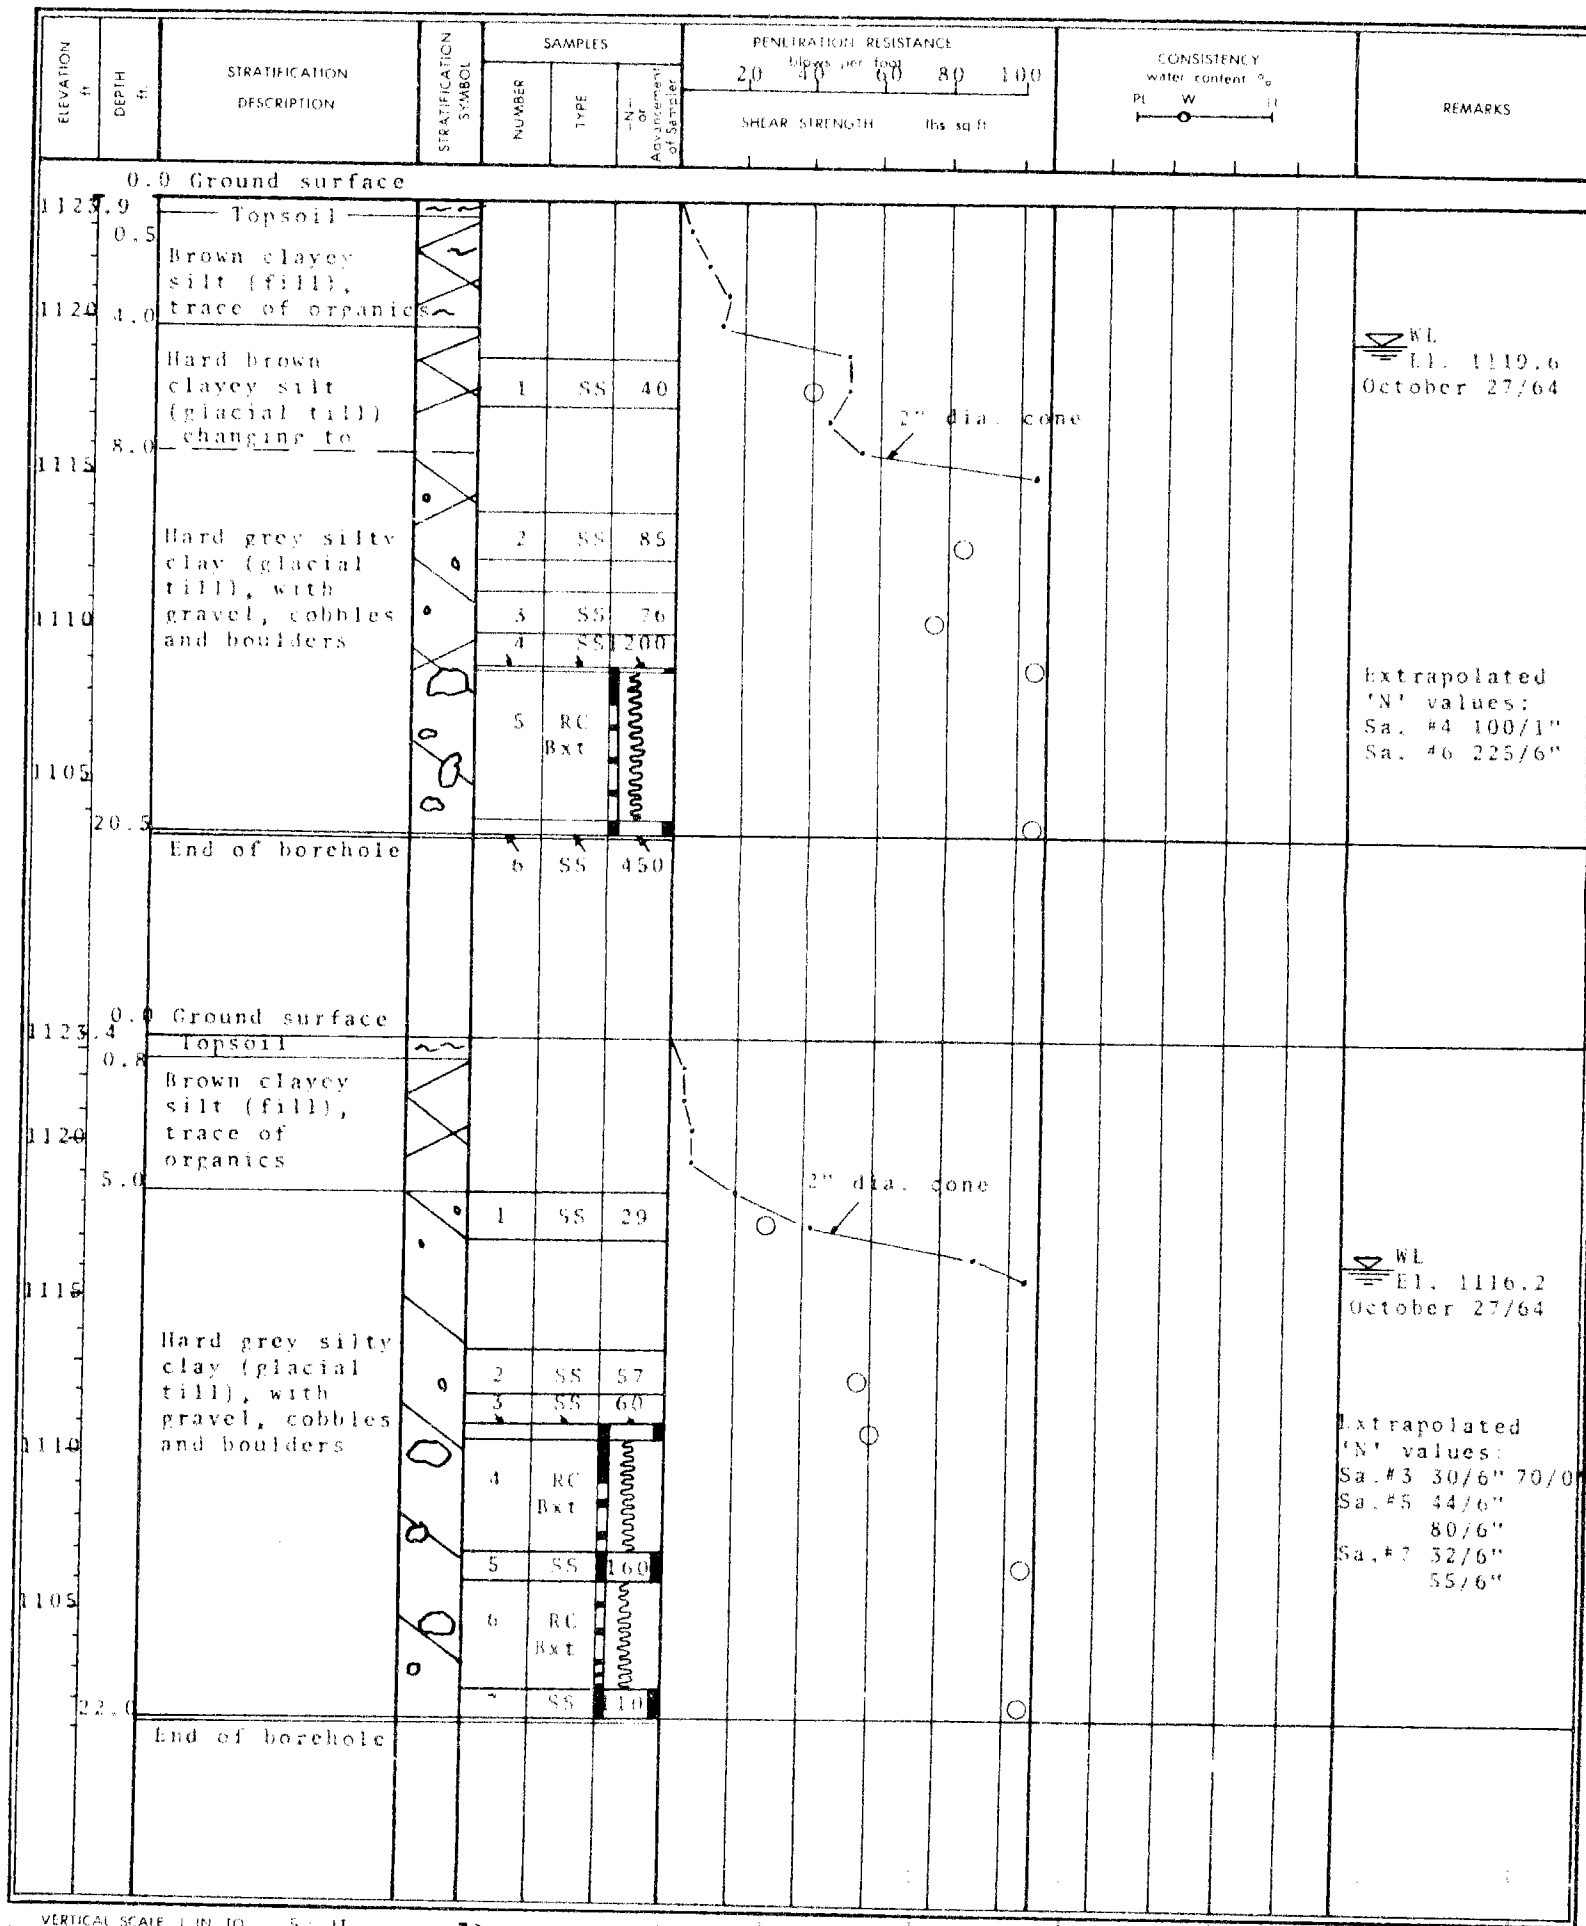 ELEVATION ft
DEPTH ft.
STRATIFICATION
DESCRIPTION
STRATIFICATION
SYMBOL
SAMPLES
NUMBER
TYPE
-N-
or
Advancement
of Sampler
PENETRATION RESISTANCE
blows per foot
20 40 60 80 100
SHEAR STRENGTH lbs sq ft
CONSISTENCY
water content %
PL W LL
REMARKS
0.0 Ground surface
1123.9
Topsoil
0.5
Brown clayey
silt (fill),
trace of organics
1120
4.0
WL
El. 1119.6
October 27/64
Hard brown
clayey silt
(glacial till)
changing to
1 SS 40
2" dia. cone
8.0
1115
Hard grey silty
clay (glacial
till), with
gravel, cobbles
and boulders
2 SS 85
1110
3 SS 76
4 SS 1200
Extrapolated
'N' values:
Sa. #4 100/1"
Sa. #6 225/6"
5 RC
Bxt
1105
20.5
End of borehole
6 SS 450
0.0 Ground surface
1123.4
Topsoil
0.8
Brown clayey
silt (fill),
trace of
organics
1120
5.0
2" dia. cone
1 SS 29
WL
El. 1116.2
October 27/64
1115
Hard grey silty
clay (glacial
till), with
gravel, cobbles
and boulders
2 SS 57
3 SS 60
1110
Extrapolated
'N' values:
Sa.#3 30/6" 70/0
Sa.#5 44/6"
80/6"
Sa.#7 32/6"
55/6"
4 RC
Bxt
5 SS 160
1105
6 RC
Bxt
7 SS 110
22.0
End of borehole
VERTICAL SCALE 1 IN. TO 5 FT